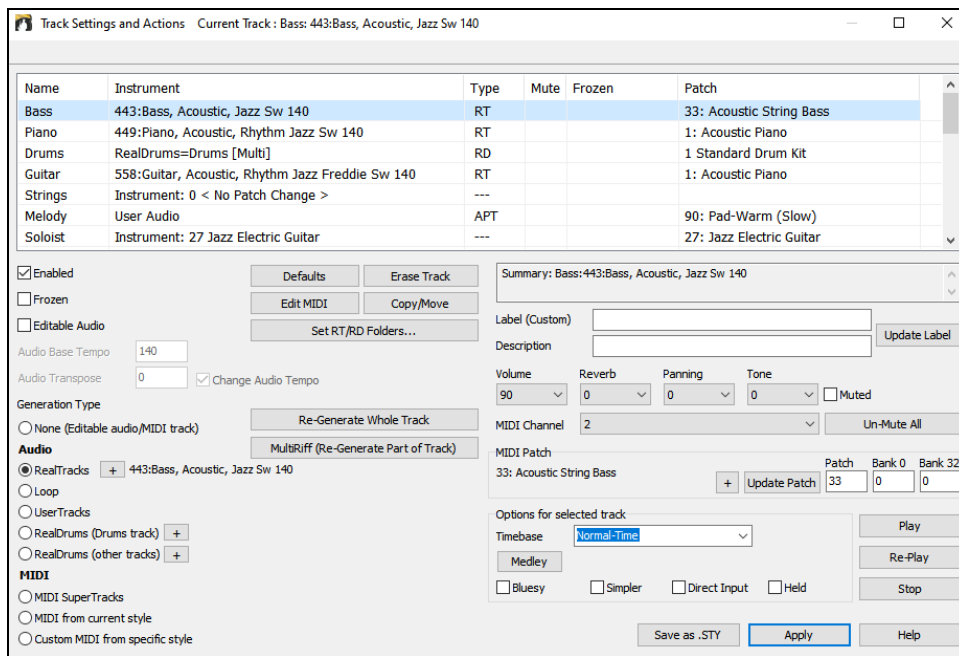 Track Settings and Actions Current Track : Bass: 443:Bass, Acoustic, Jazz Sw 140
Name Instrument Type Mute Frozen Patch
Bass 443:Bass, Acoustic, Jazz Sw 140 RT 33: Acoustic String Bass
Piano 449:Piano, Acoustic, Rhythm Jazz Sw 140 RT 1: Acoustic Piano
Drums RealDrums=Drums [Multi] RD 1 Standard Drum Kit
Guitar 558:Guitar, Acoustic, Rhythm Jazz Freddie Sw 140 RT 1: Acoustic Piano
Strings Instrument: 0 < No Patch Change > ---
Melody User Audio APT 90: Pad-Warm (Slow)
Soloist Instrument: 27 Jazz Electric Guitar --- 27: Jazz Electric Guitar
Enabled
Frozen
Editable Audio
Audio Base Tempo 140
Audio Transpose 0 Change Audio Tempo
Defaults Erase Track
Edit MIDI Copy/Move
Set RT/RD Folders...
Generation Type
None (Editable audio/MIDI track)
Re-Generate Whole Track
MultiRiff (Re-Generate Part of Track)
Audio
RealTracks + 443:Bass, Acoustic, Jazz Sw 140
Loop
UserTracks
RealDrums (Drums track) +
RealDrums (other tracks) +
MIDI
MIDI SuperTracks
MIDI from current style
Custom MIDI from specific style
Summary: Bass:443:Bass, Acoustic, Jazz Sw 140
Label (Custom)
Description
Update Label
Volume Reverb Panning Tone
90 0 0 0 Muted
MIDI Channel 2 Un-Mute All
MIDI Patch
33: Acoustic String Bass
Patch Bank 0 Bank 32
+ Update Patch 33 0 0
Options for selected track
Timebase Normal-Time
Medley
Bluesy Simpler Direct Input Held
Play
Re-Play
Stop
Save as .STY Apply Help